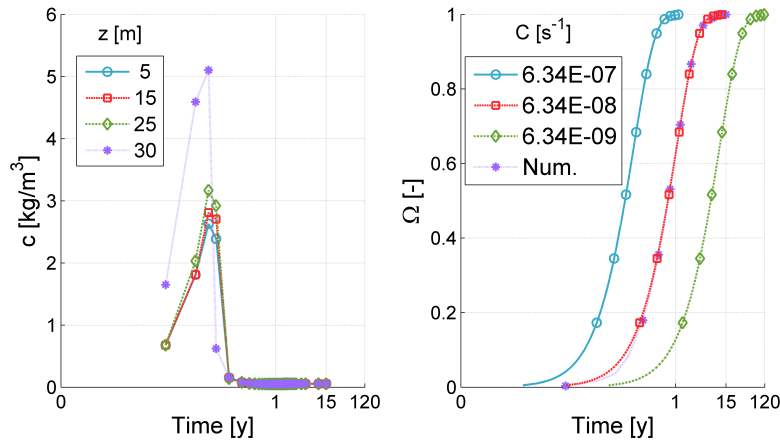 z [m]
5
15
25
30
6
5
4
3
2
1
0
c [kg/m³]
0
1
15
120
Time [y]
C [s⁻¹]
6.34E-07
6.34E-08
6.34E-09
Num.
1
0.8
0.6
0.4
0.2
0
Ω [-]
0
1
15
120
Time [y]